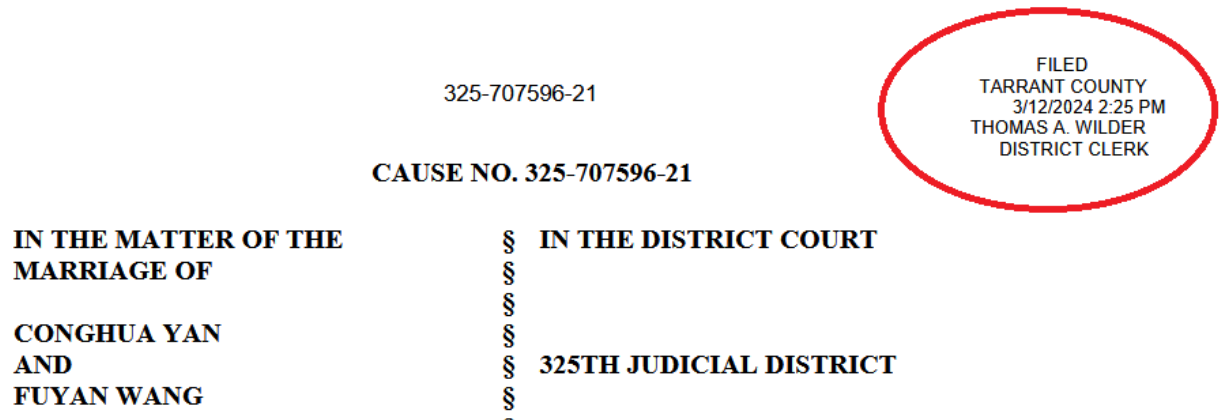 FILED
TARRANT COUNTY
3/12/2024 2:25 PM
THOMAS A. WILDER
DISTRICT CLERK
325-707596-21
CAUSE NO. 325-707596-21
IN THE MATTER OF THE § IN THE DISTRICT COURT
MARRIAGE OF §
§
CONGHUA YAN §
AND § 325TH JUDICIAL DISTRICT
FUYAN WANG §